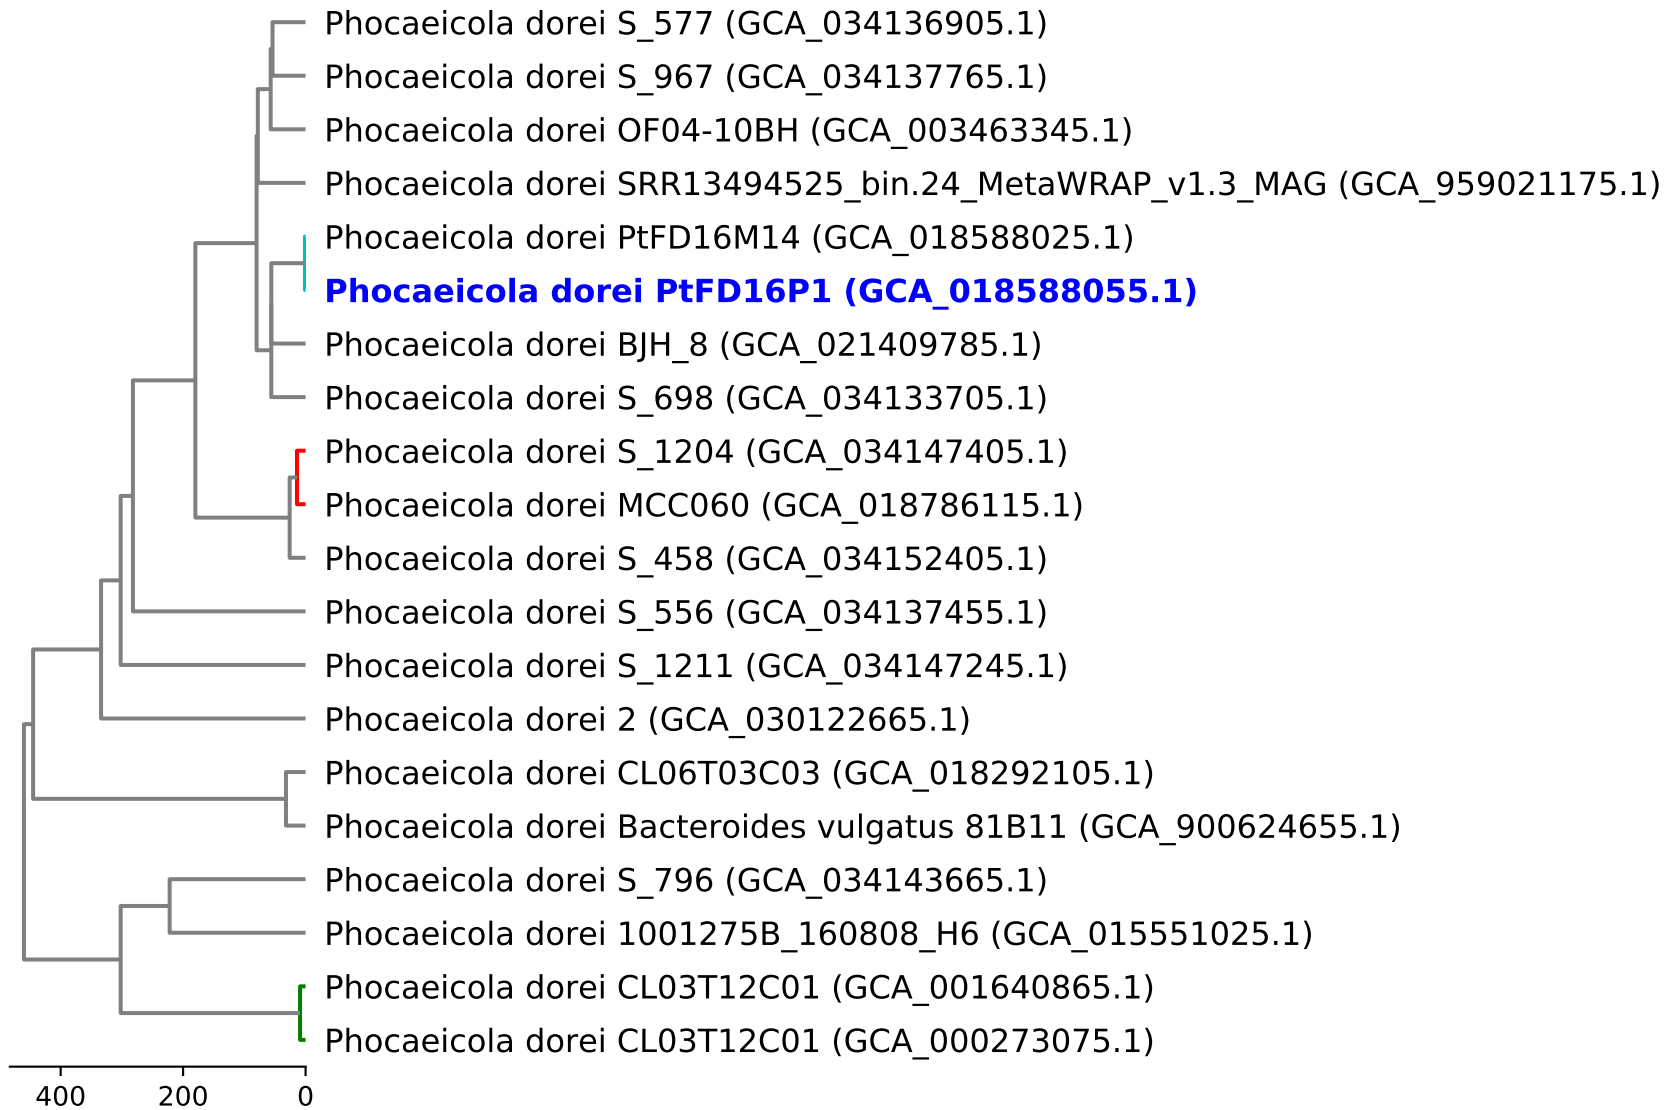 Phocaeicola dorei S_577 (GCA_034136905.1)
Phocaeicola dorei S_967 (GCA_034137765.1)
Phocaeicola dorei OF04-10BH (GCA_003463345.1)
Phocaeicola dorei SRR13494525_bin.24_MetaWRAP_v1.3_MAG (GCA_959021175.1)
Phocaeicola dorei PtFD16M14 (GCA_018588025.1)
Phocaeicola dorei PtFD16P1 (GCA_018588055.1)
Phocaeicola dorei BJH_8 (GCA_021409785.1)
Phocaeicola dorei S_698 (GCA_034133705.1)
Phocaeicola dorei S_1204 (GCA_034147405.1)
Phocaeicola dorei MCC060 (GCA_018786115.1)
Phocaeicola dorei S_458 (GCA_034152405.1)
Phocaeicola dorei S_556 (GCA_034137455.1)
Phocaeicola dorei S_1211 (GCA_034147245.1)
Phocaeicola dorei 2 (GCA_030122665.1)
Phocaeicola dorei CL06T03C03 (GCA_018292105.1)
Phocaeicola dorei Bacteroides vulgatus 81B11 (GCA_900624655.1)
Phocaeicola dorei S_796 (GCA_034143665.1)
Phocaeicola dorei 1001275B_160808_H6 (GCA_015551025.1)
Phocaeicola dorei CL03T12C01 (GCA_001640865.1)
Phocaeicola dorei CL03T12C01 (GCA_000273075.1)
400 200 0